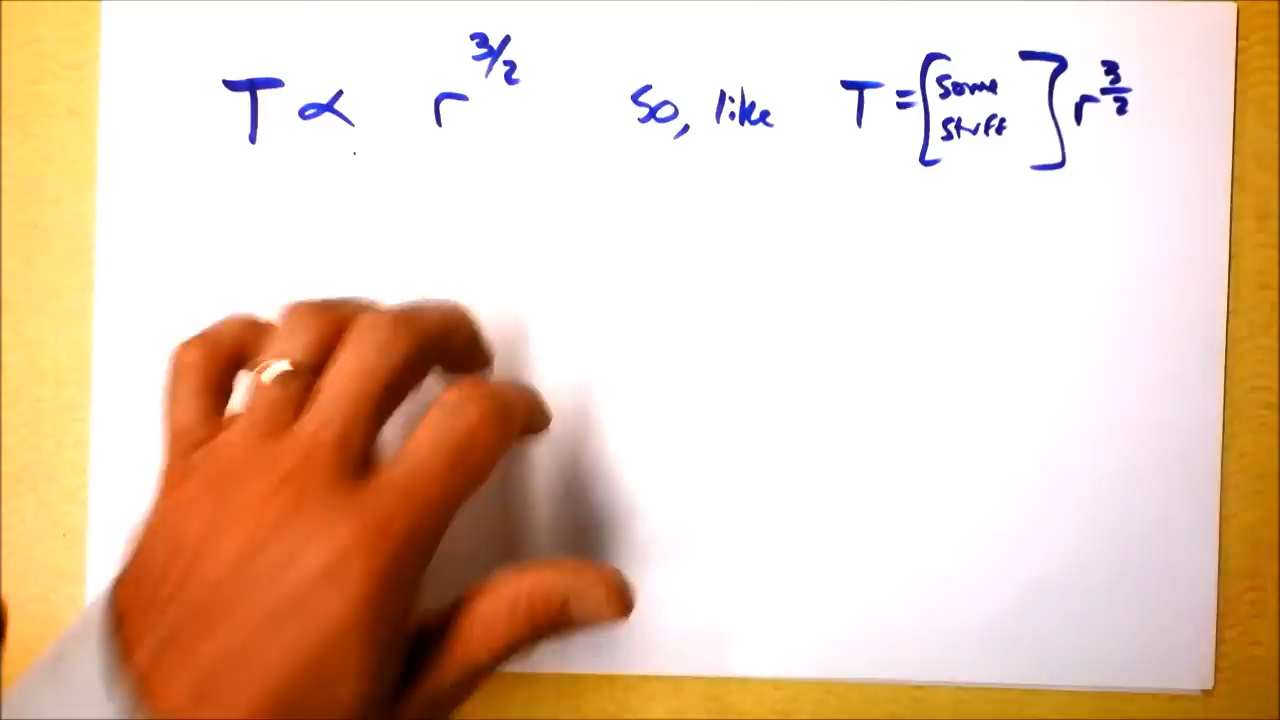 T ∝ r^3/2 So, like T = [some stuff] r^3/2